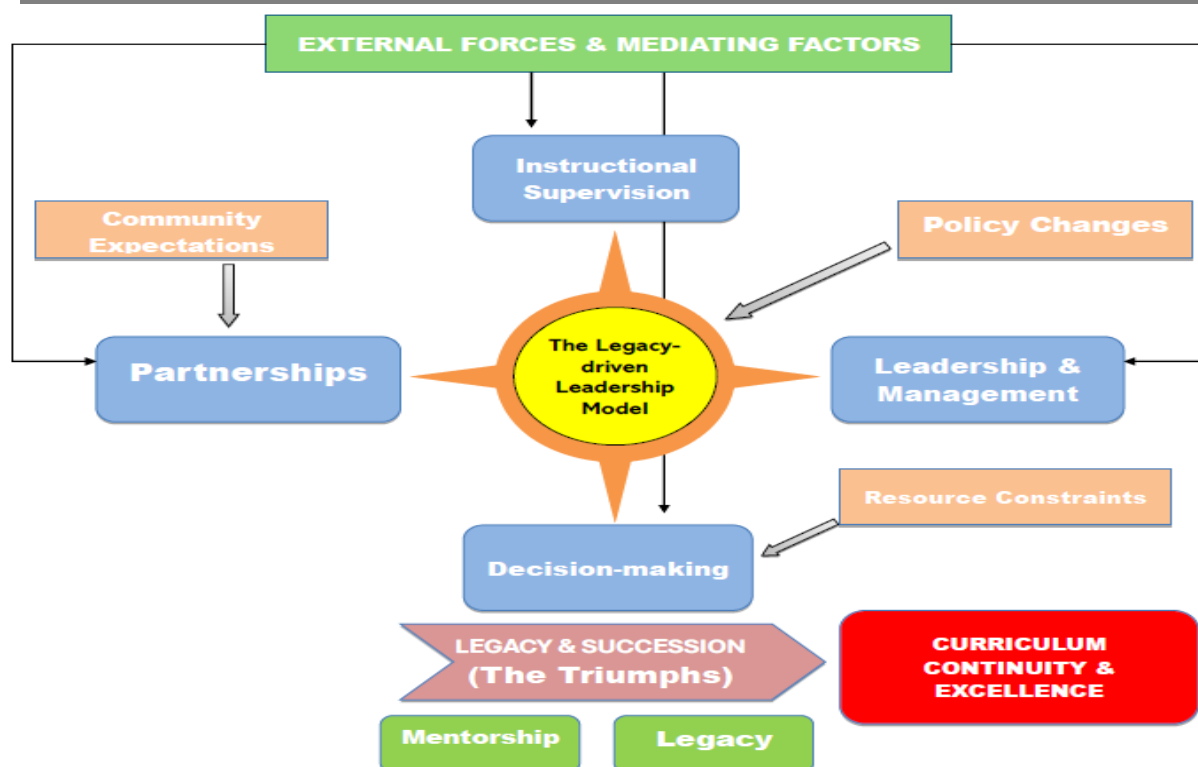 EXTERNAL FORCES & MEDIATING FACTORS
Instructional
Supervision
Community
Expectations
Policy Changes
Partnerships
The Legacy-
driven
Leadership
Model
Leadership &
Management
Resource Constraints
Decision-making
LEGACY & SUCCESSION
(The Triumphs)
CURRICULUM
CONTINUITY &
EXCELLENCE
Mentorship
Legacy